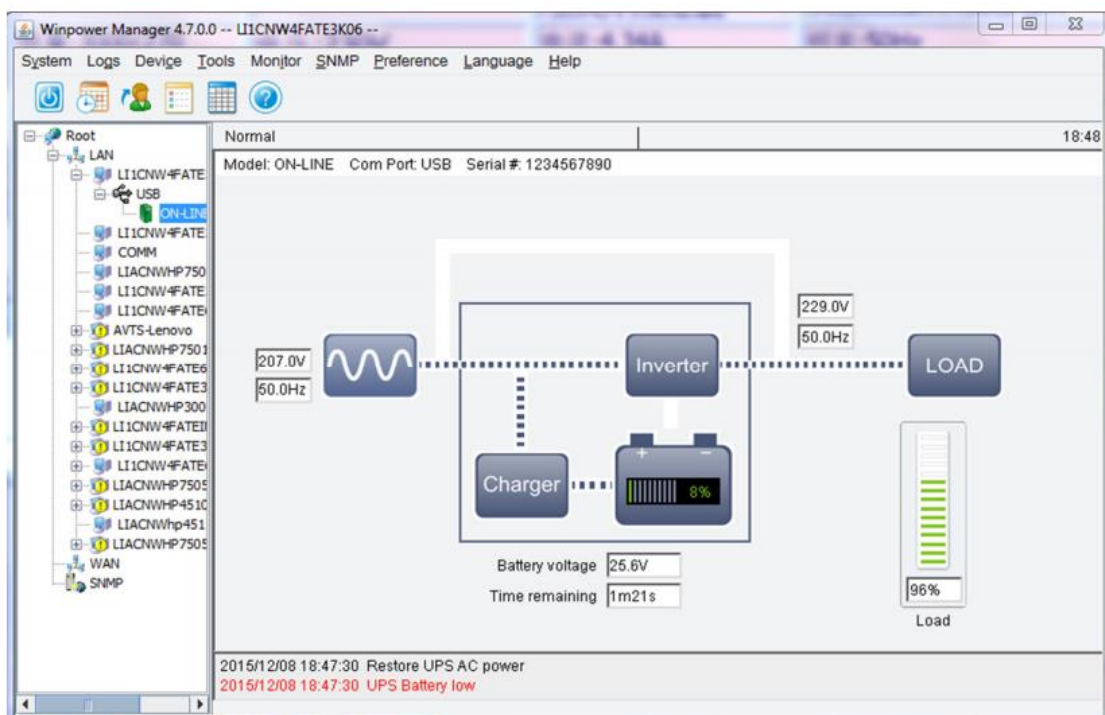 Winpower Manager 4.7.0.0 -- LI1CNW4FATE3K06 --
System Logs Device Tools Monitor SNMP Preference Language Help
Root
LAN
LI1CNW4FATE
USB
ON-LINE
LI1CNW4FATE
COMM
LIACNWHP750
LI1CNW4FATE
LI1CNW4FATE6
AVTS-Lenovo
LIACNWHP7501
LI1CNW4FATE6
LI1CNW4FATE3
LIACNWHP300
LI1CNW4FATEII
LI1CNW4FATE3
LI1CNW4FATE6
LIACNWHP7505
LIACNWHP4510
LIACNWhp451
LIACNWHP7505
WAN
SNMP
Normal 18:48
Model: ON-LINE Com Port: USB Serial #: 1234567890
207.0V
50.0Hz
Inverter
229.0V
50.0Hz
LOAD
Charger
+ −
8%
Battery voltage 25.6V
Time remaining 1m21s
96%
Load
2015/12/08 18:47:30 Restore UPS AC power
2015/12/08 18:47:30 UPS Battery low